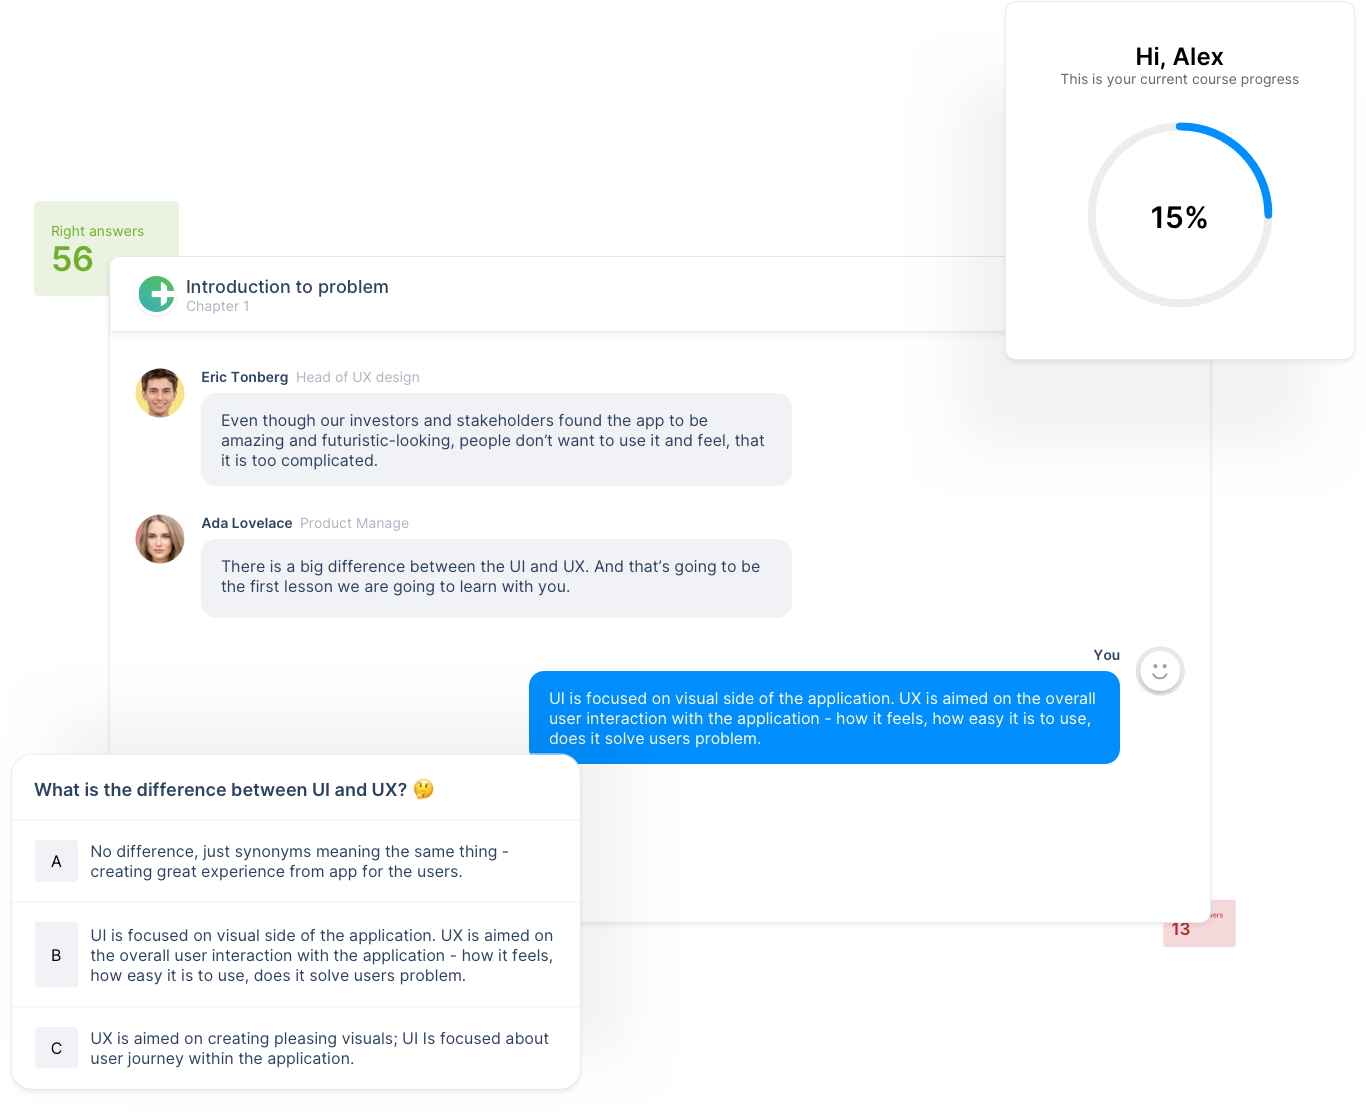 Hi, Alex
This is your current course progress
15%
Right answers
56
Introduction to problem
Chapter 1
Eric Tonberg Head of UX design
Even though our investors and stakeholders found the app to be
amazing and futuristic-looking, people don’t want to use it and feel, that
it is too complicated.
Ada Lovelace Product Manage
There is a big difference between the UI and UX. And that’s going to be
the first lesson we are going to learn with you.
You
UI is focused on visual side of the application. UX is aimed on the overall
user interaction with the application - how it feels, how easy it is to use,
does it solve users problem.
What is the difference between UI and UX? 🤔
A
No difference, just synonyms meaning the same thing -
creating great experience from app for the users.
B
UI is focused on visual side of the application. UX is aimed on
the overall user interaction with the application - how it feels,
how easy it is to use, does it solve users problem.
C
UX is aimed on creating pleasing visuals; UI Is focused about
user journey within the application.
13